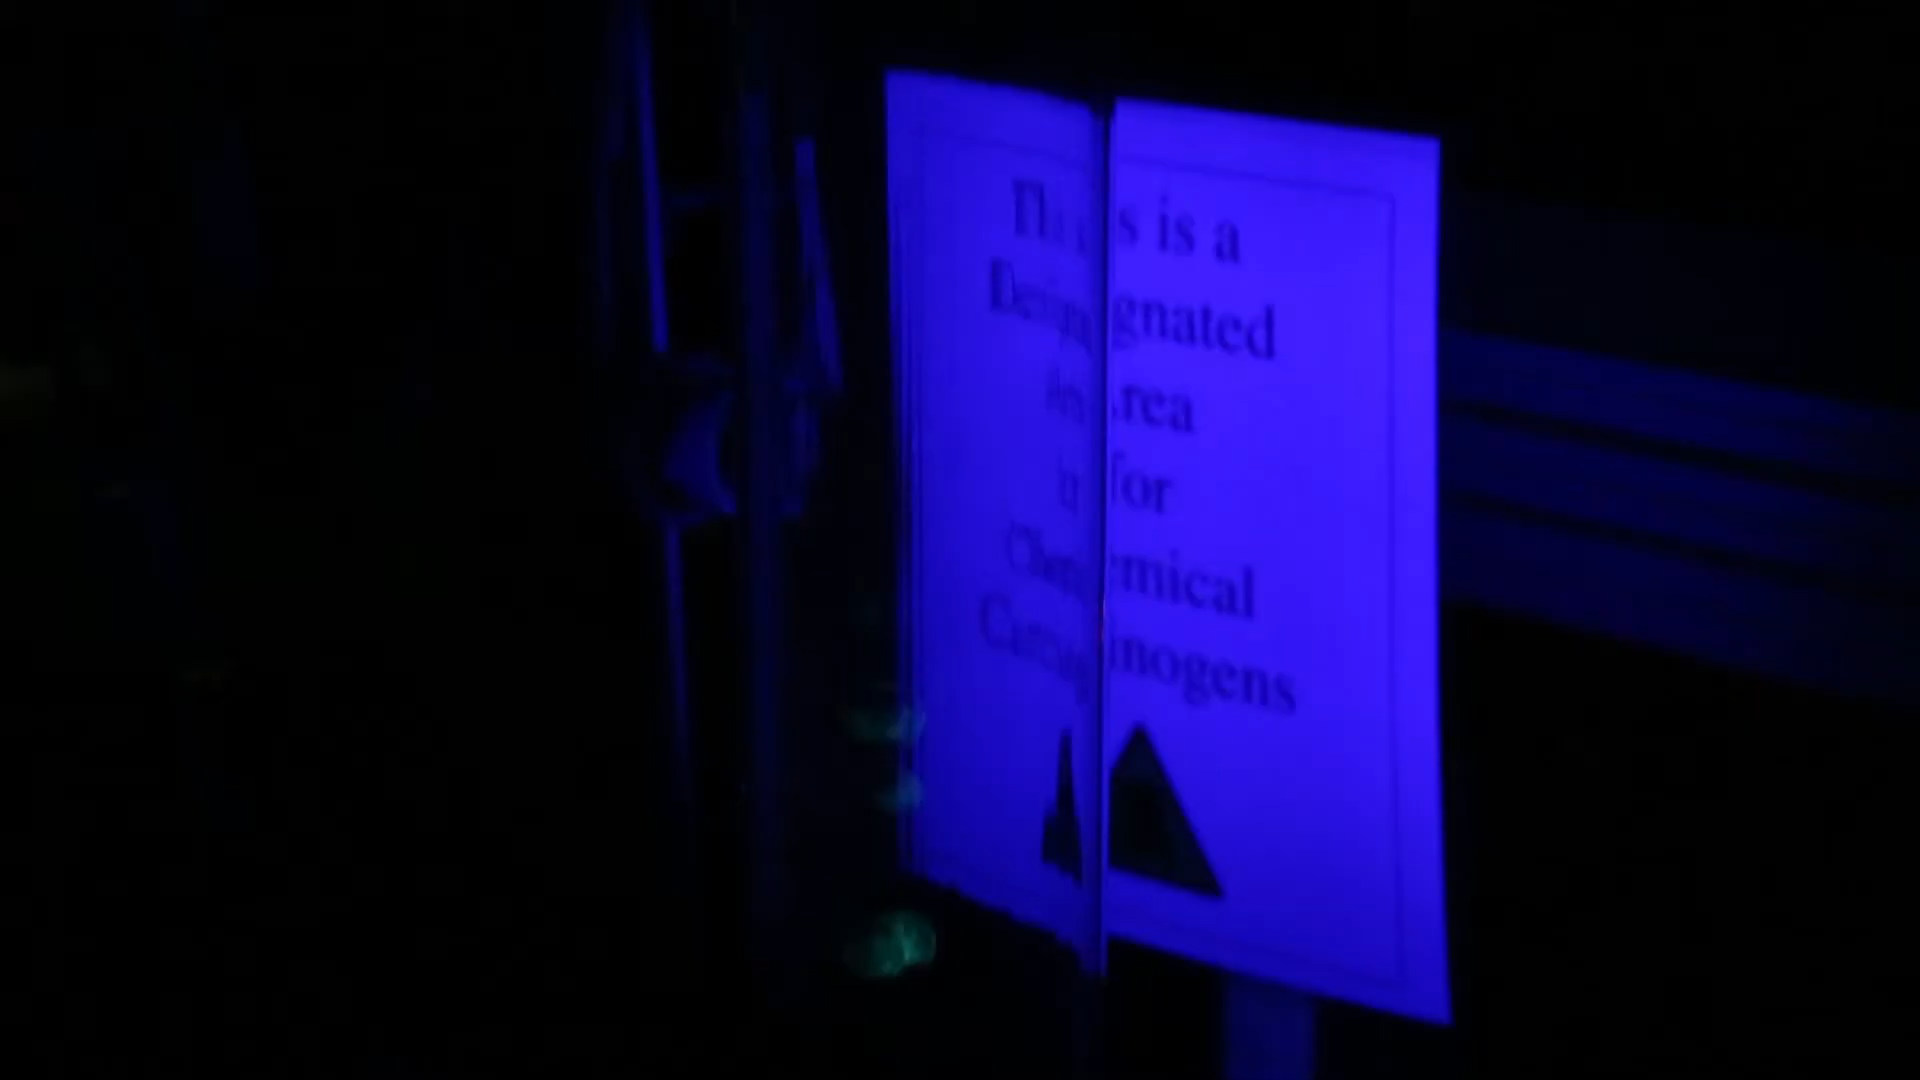 This is a
Designated
Area
for
Chemical
Carcinogens